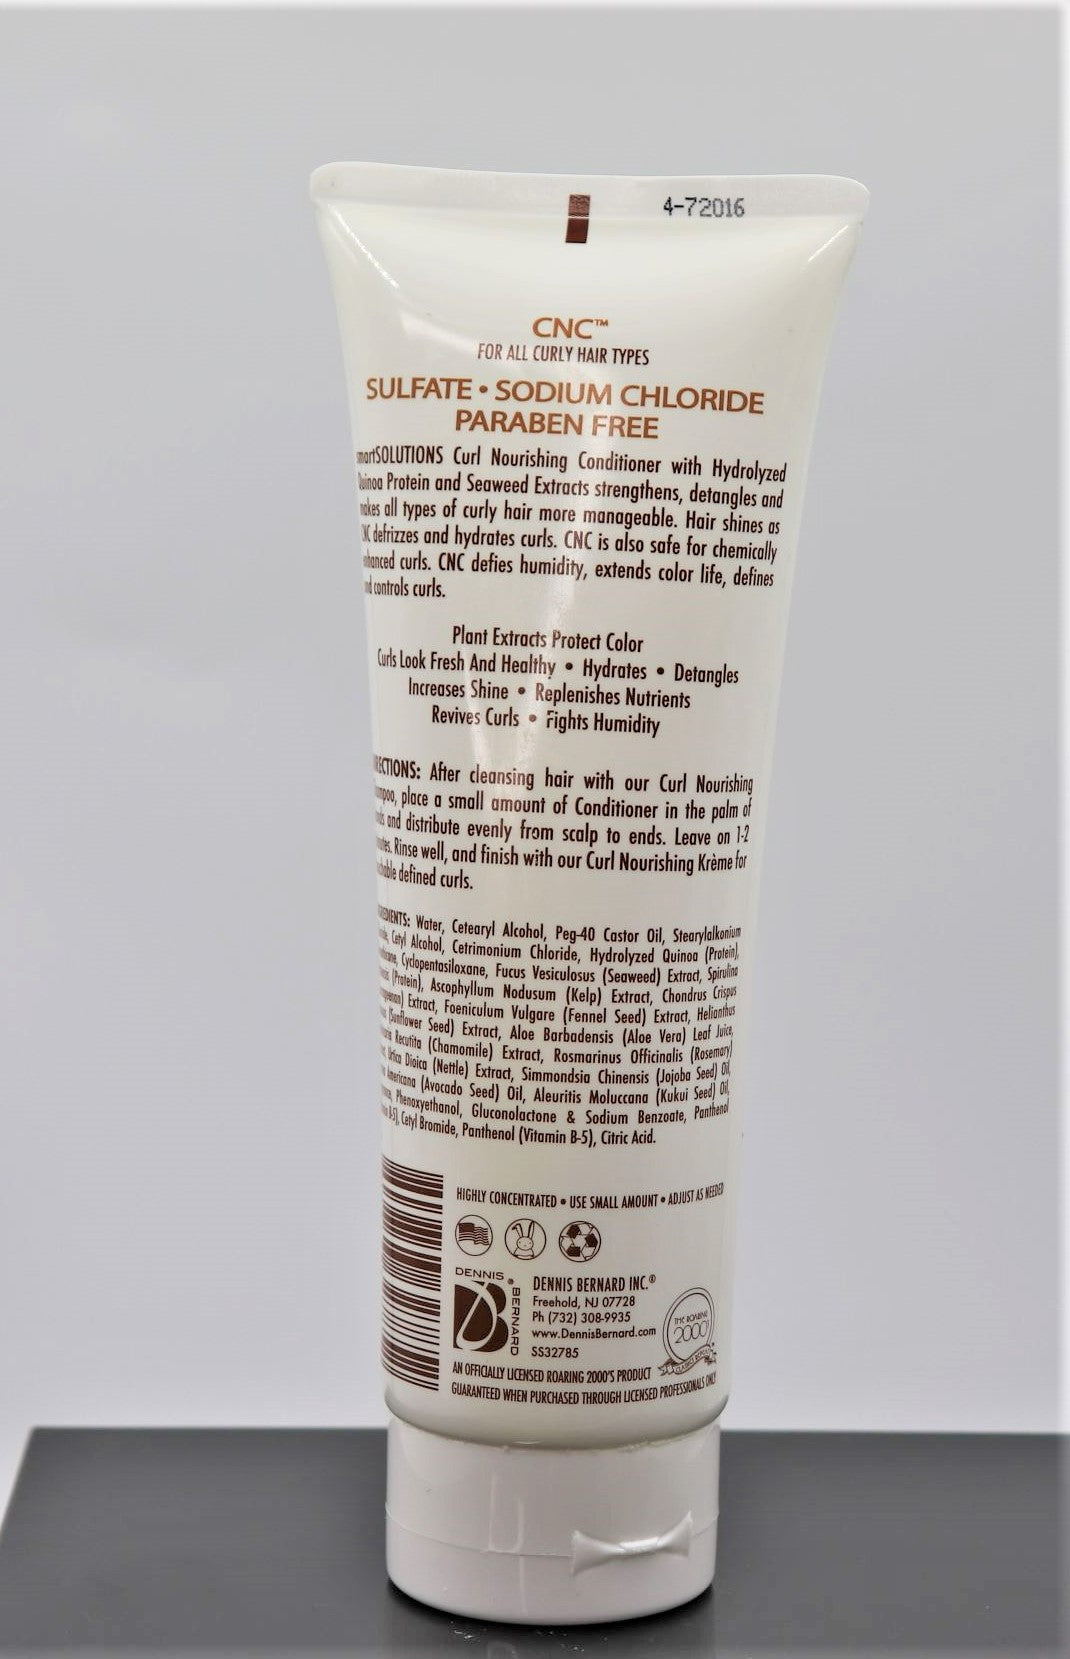 4-72016
CNC™
FOR ALL CURLY HAIR TYPES
SULFATE • SODIUM CHLORIDE
PARABEN FREE
martSOLUTIONS Curl Nourishing Conditioner with Hydrolyzed
Quinoa Protein and Seaweed Extracts strengthens, detangles and
makes all types of curly hair more manageable. Hair shines as
CNC defrizzes and hydrates curls. CNC is also safe for chemically
enhanced curls. CNC defies humidity, extends color life, defines
and controls curls.
Plant Extracts Protect Color
Curls Look Fresh And Healthy • Hydrates • Detangles
Increases Shine • Replenishes Nutrients
Revives Curls • Fights Humidity
RECTIONS: After cleansing hair with our Curl Nourishing
ampoo, place a small amount of Conditioner in the palm of
and distribute evenly from scalp to ends. Leave on 1-2
Rinse well, and finish with our Curl Nourishing Krème for
defined curls.
EDIENTS: Water, Cetearyl Alcohol, Peg-40 Castor Oil, Stearylalkonium
Cetyl Alcohol, Cetrimonium Chloride, Hydrolyzed Quinoa (Protein),
Cyclopentasiloxane, Fucus Vesiculosus (Seaweed) Extract, Spirulina
(Protein), Ascophyllum Nodusum (Kelp) Extract, Chondrus Crispus
Extract, Foeniculum Vulgare (Fennel Seed) Extract, Helianthus
(Sunflower Seed) Extract, Aloe Barbadensis (Aloe Vera) Leaf Juice,
Recutita (Chamomile) Extract, Rosmarinus Officinalis (Rosemary)
Urtica Dioica (Nettle) Extract, Simmondsia Chinensis (Jojoba Seed) Oil,
Americana (Avocado Seed) Oil, Aleuritis Moluccana (Kukui Seed) Oil,
Phenoxyethanol, Gluconolactone & Sodium Benzoate, Panthenol
B-5), Cetyl Bromide, Panthenol (Vitamin B-5), Citric Acid.
HIGHLY CONCENTRATED • USE SMALL AMOUNT • ADJUST AS NEEDED
DENNIS BERNARD®
DENNIS BERNARD INC.®
Freehold, NJ 07728
Ph (732) 308-9935
www.DennisBernard.com
SS32785
THE ROARING
2000'S
AN OFFICIALLY LICENSED ROARING 2000'S PRODUCT
GUARANTEED WHEN PURCHASED THROUGH LICENSED PROFESSIONALS ONLY